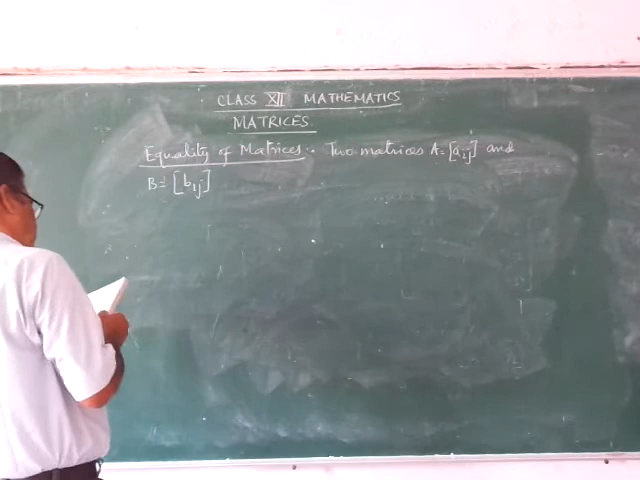 CLASS XII MATHEMATICS
MATRICES
Equality of Matrices :- Two matrices A = [aij] and
B = [bij]